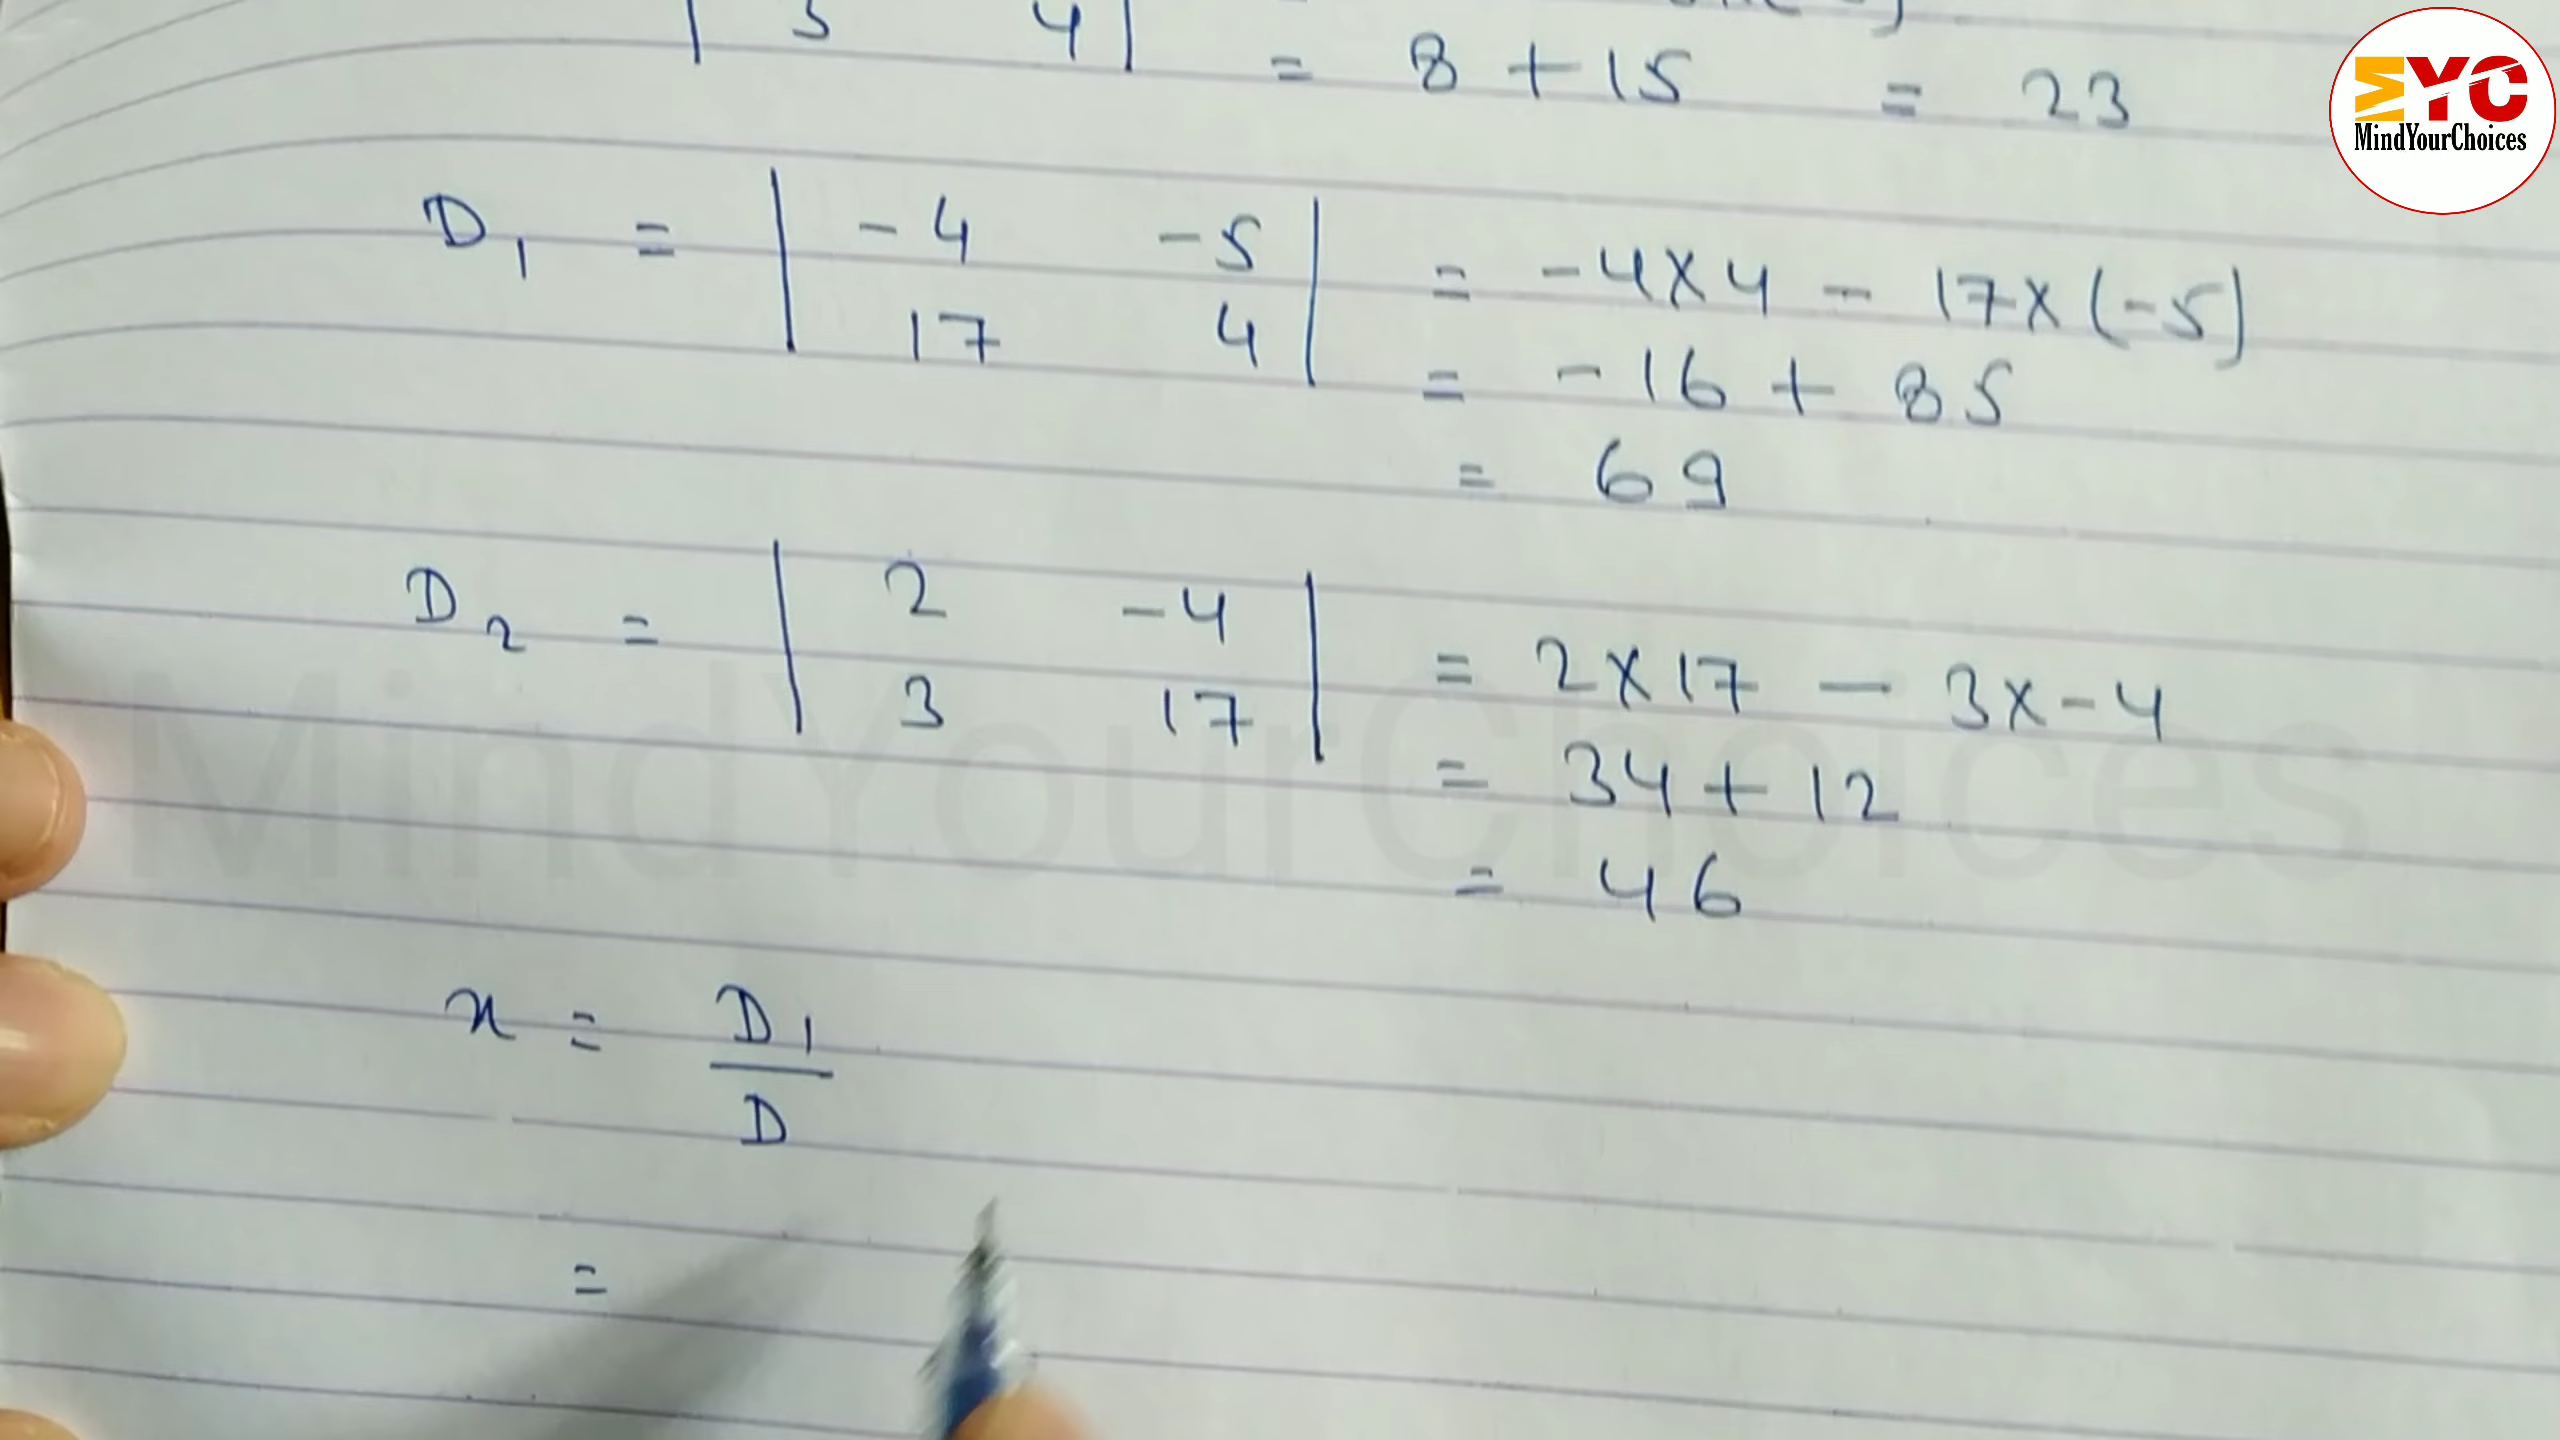 3 4 = 8 + 15 = 23
MYC
MindYourChoices
D1 = | -4 -5 | = -4×4 - 17×(-5)
| 17 4 | = -16 + 85
= 69
D2 = | 2 -4 | = 2×17 - 3×-4
| 3 17 | = 34 + 12
MindYourChoices
= 46
x = D1
D
=